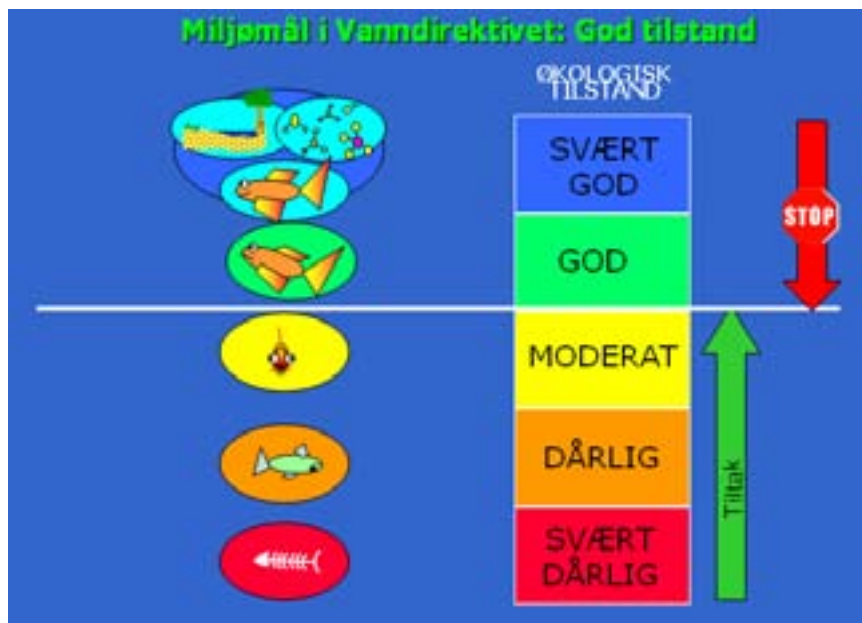 Miljømål i Vanndirektivet: God tilstand
ØKOLOGISK
TILSTAND
SVÆRT
GOD
STOP
GOD
MODERAT
DÅRLIG
Tiltak
SVÆRT
DÅRLIG